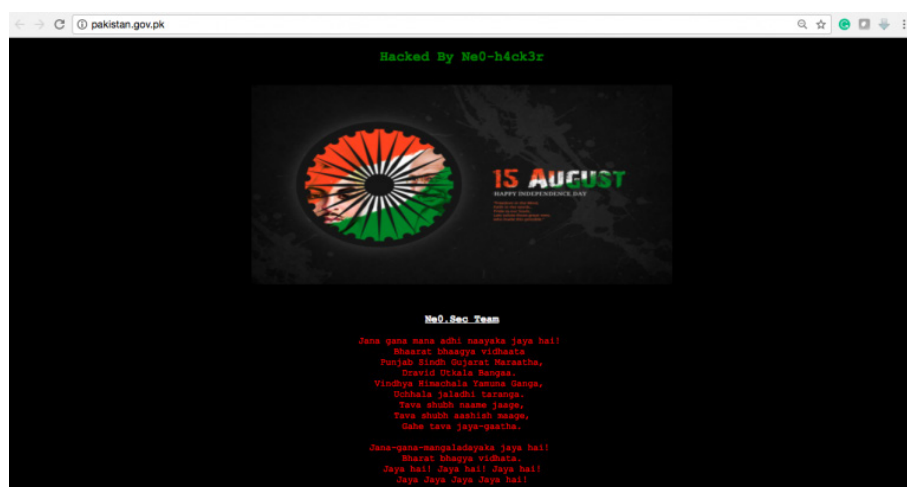 pakistan.gov.pk
Hacked By Ne0-h4ck3r
15 AUGUST
HAPPY INDEPENDENCE DAY
Ne0.Sec Team
Jana gana mana adhi naayaka jaya hai!
Bhaarat bhaagya vidhaata
Punjab Sindh Gujarat Maraatha,
Dravid Utkala Bangaa.
Vindhya Himachala Yamuna Ganga,
Uchhala jaladhi taranga.
Tava shubh naame jaage,
Tava shubh aashish maage,
Gahe tava jaya-gaatha.
Jana-gana-mangaladayaka jaya hai!
Bharat bhagya vidhata.
Jaya hai! Jaya hai! Jaya hai!
Jaya Jaya Jaya Jaya hai!